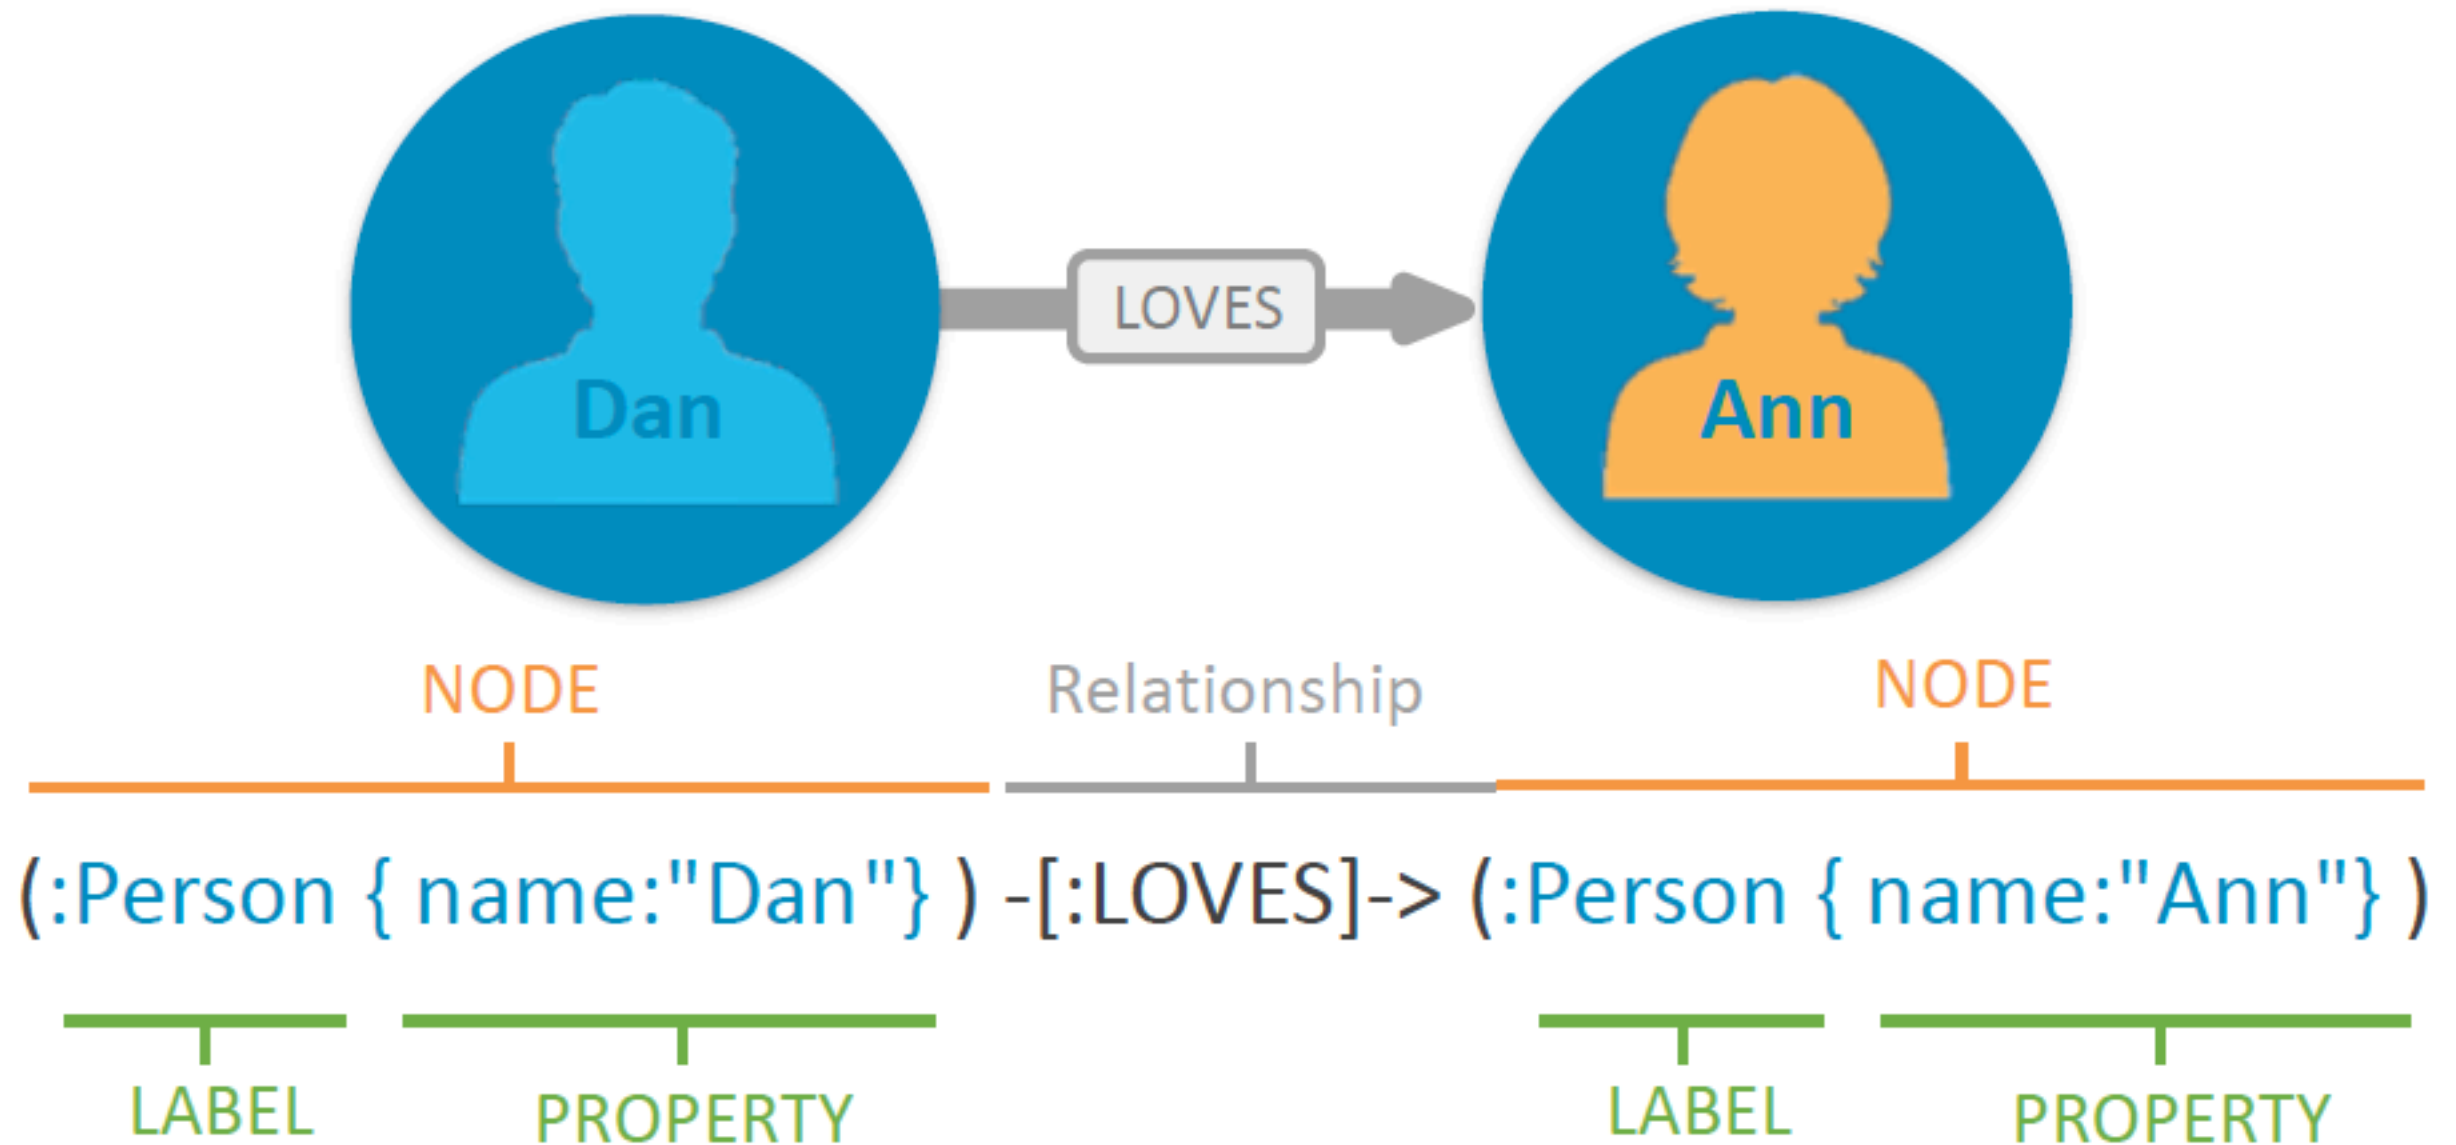 Dan
LOVES
Ann
NODE
Relationship
NODE
(:Person { name:"Dan"} ) -[:LOVES]-> (:Person { name:"Ann"} )
LABEL
PROPERTY
LABEL
PROPERTY